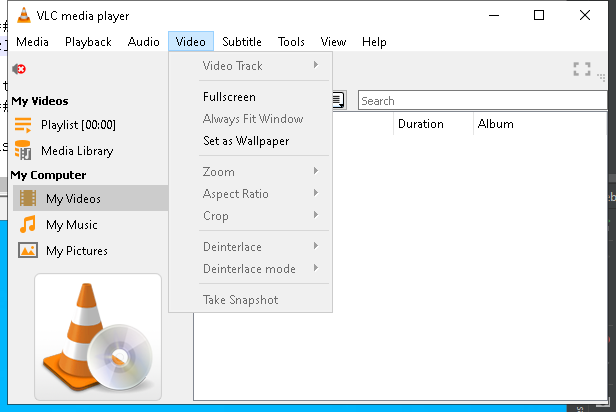 VLC media player
Media Playback Audio Video Subtitle Tools View Help
Video Track
Fullscreen
Always Fit Window
Set as Wallpaper
Zoom
Aspect Ratio
Crop
Deinterlace
Deinterlace mode
Take Snapshot
My Videos
Playlist [00:00]
Media Library
My Computer
My Videos
My Music
My Pictures
Search
Duration Album